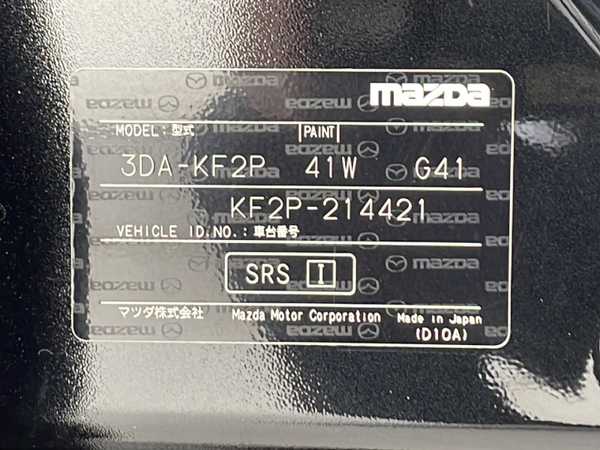 mazda
MODEL:型式 |PAINT|
3DA-KF2P 41W G41
KF2P-214421
VEHICLE ID.NO.:車台番号
SRS I
マツダ株式会社 Mazda Motor Corporation Made in Japan
(D10A)